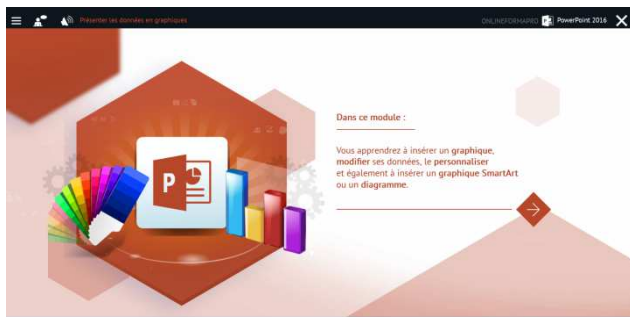 Présenter les données en graphiques
ONLINEFORMAPRO PowerPoint 2016
Dans ce module :
Vous apprendrez à insérer un graphique,
modifier ses données, le personnaliser
et également à insérer un graphique SmartArt
ou un diagramme.
P